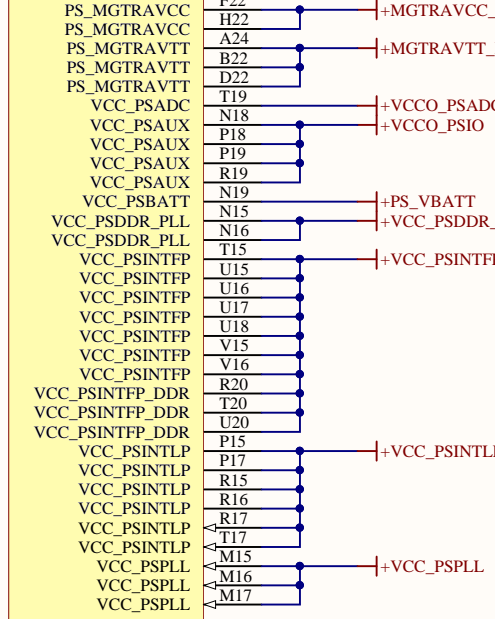 PS_MGTRAVCC F22 +MGTRAVCC_
PS_MGTRAVCC H22
PS_MGTRAVTT A24 +MGTRAVTT_
PS_MGTRAVTT B22
PS_MGTRAVTT D22
VCC_PSADC T19 +VCCO_PSADC
VCC_PSAUX N18 +VCCO_PSIO
VCC_PSAUX P18
VCC_PSAUX P19
VCC_PSAUX R19
VCC_PSBATT N19 +PS_VBATT
VCC_PSDDR_PLL N15 +VCC_PSDDR_
VCC_PSDDR_PLL N16
VCC_PSINTFP T15 +VCC_PSINTFP
VCC_PSINTFP U15
VCC_PSINTFP U16
VCC_PSINTFP U17
VCC_PSINTFP U18
VCC_PSINTFP V15
VCC_PSINTFP V16
VCC_PSINTFP_DDR R20
VCC_PSINTFP_DDR T20
VCC_PSINTFP_DDR U20
VCC_PSINTLP P15 +VCC_PSINTLP
VCC_PSINTLP P17
VCC_PSINTLP R15
VCC_PSINTLP R16
VCC_PSINTLP R17
VCC_PSINTLP T17
VCC_PSPLL M15 +VCC_PSPLL
VCC_PSPLL M16
VCC_PSPLL M17